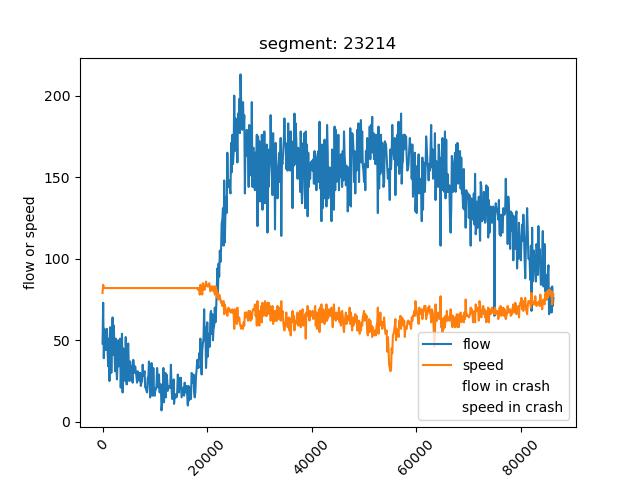 segment: 23214
200
150
100
50
0
flow or speed
0
20000
40000
60000
80000
flow
speed
flow in crash
speed in crash